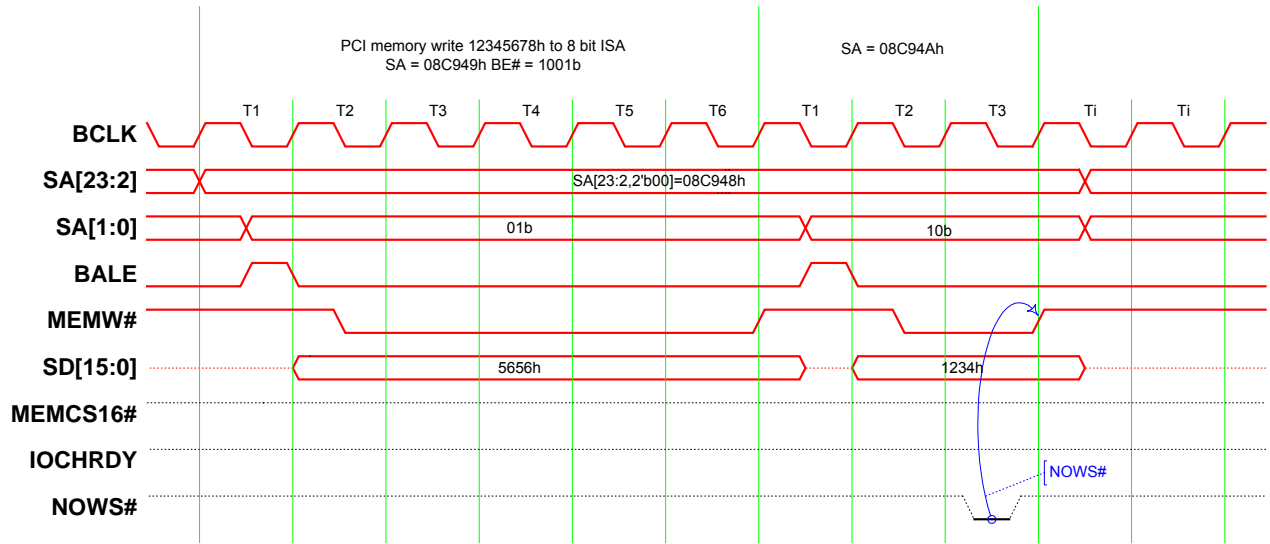 PCI memory write 12345678h to 8 bit ISA
SA = 08C949h BE# = 1001b
SA = 08C94Ah
T1 T2 T3 T4 T5 T6 T1 T2 T3 Ti Ti
BCLK
SA[23:2] SA[23:2,2'b00]=08C948h
SA[1:0] 01b 10b
BALE
MEMW#
SD[15:0] 5656h 1234h
MEMCS16#
IOCHRDY
NOWS#
NOWS#